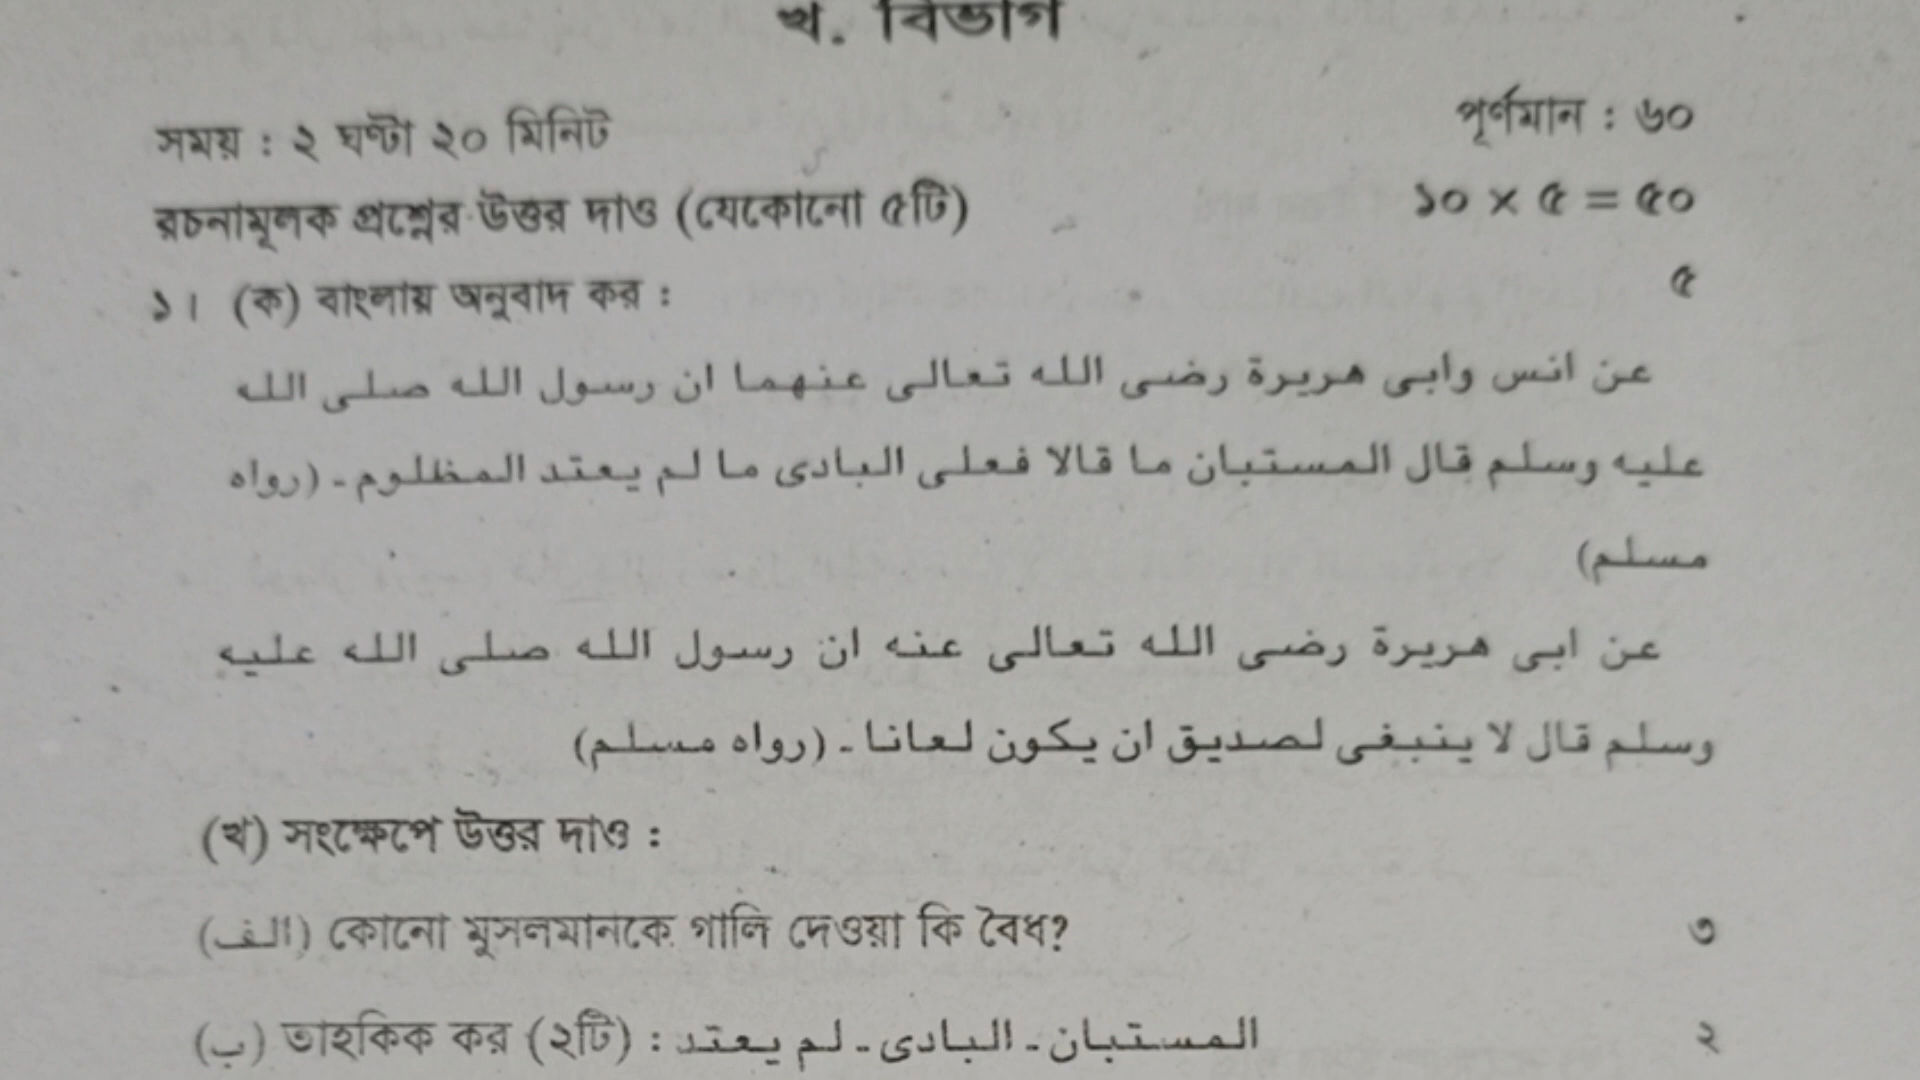 খ. বিভাগ
সময় : ২ ঘণ্টা ২০ মিনিট পূর্ণমান : ৬০
রচনামূলক প্রশ্নের উত্তর দাও (যেকোনো ৫টি) ১০ × ৫ = ৫০
১। (ক) বাংলায় অনুবাদ কর : ৫
عن انس وابى هريرة رضى الله تعالى عنهما ان رسول الله صلى الله
عليه وسلم قال المستبان ما قالا فعلى البادى ما لم يعتد المظلوم - (رواه
مسلم)
عن ابى هريرة رضى الله تعالى عنه ان رسول الله صلى الله عليه
وسلم قال لا ينبغى لصديق ان يكون لعانا - (رواه مسلم)
(খ) সংক্ষেপে উত্তর দাও :
(الف) কোনো মুসলমানকে গালি দেওয়া কি বৈধ? ৩
(ب) তাহকিক কর (২টি) : المستبان - البادى - لم يعتد ২